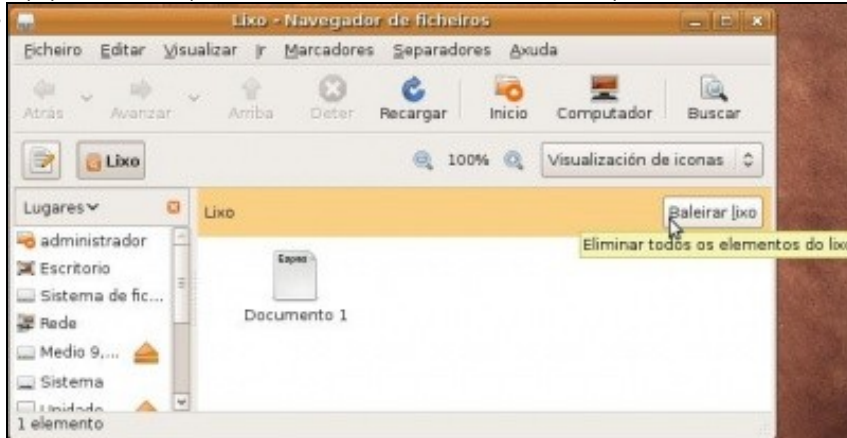 Lixo - Navegador de ficheiros
Ficheiro Editar Visualizar Ir Marcadores Separadores Axuda
Atrás Avanzar Arriba Deter Recargar Inicio Computador Buscar
Lixo 100% Visualización de iconas
Lugares Lixo Baleirar lixo
Eliminar todos os elementos do lixo
administrador
Escritorio
Sistema de fic...
Rede
Documento 1
Medio 9,...
Sistema
Unidade
1 elemento